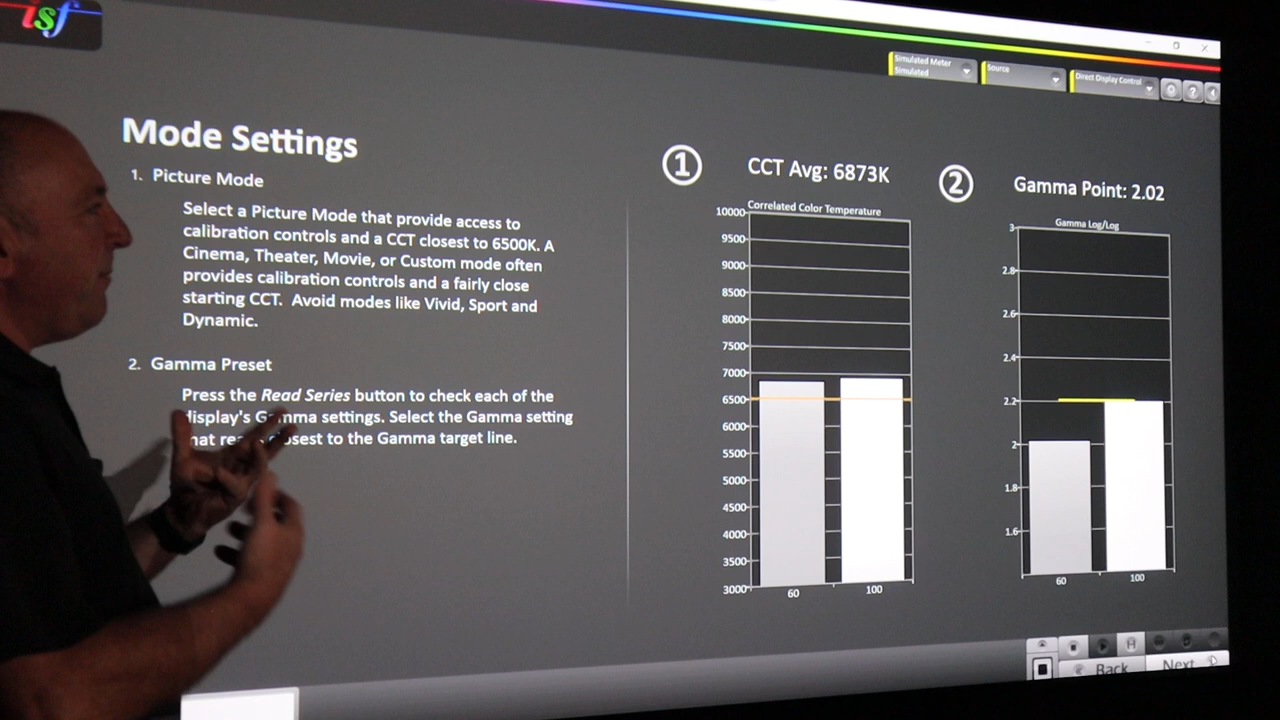 isf
Simulated Meter
Simulated
Source
Direct Display Control
Mode Settings
1. Picture Mode
Select a Picture Mode that provide access to
calibration controls and a CCT closest to 6500K. A
Cinema, Theater, Movie, or Custom mode often
provides calibration controls and a fairly close
starting CCT. Avoid modes like Vivid, Sport and
Dynamic.
2. Gamma Preset
Press the Read Series button to check each of the
display's Gamma settings. Select the Gamma setting
closest to the Gamma target line.
1
CCT Avg: 6873K
Correlated Color Temperature
10000
9500
9000
8500
8000
7500
7000
6500
6000
5500
5000
4500
4000
3500
3000
60 100
2
Gamma Point: 2.02
Gamma Log/Log
3
2.8
2.6
2.4
2.2
2
1.8
1.6
60 100
?
Back
Next